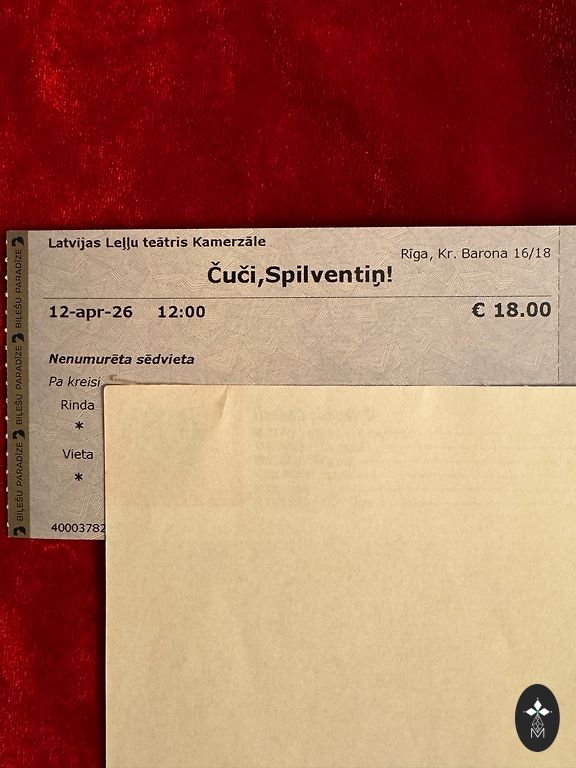 Latvijas Leļļu teātris Kamerzāle
Rīga, Kr. Barona 16/18
Čuči,Spilventiņ!
12-apr-26 12:00
€ 18.00
Nenumurēta sēdvieta
Pa kreisi
Rinda
*
Vieta
*
40003782
BIĻEŠU PARADĪZE
BIĻEŠU PARADĪZE
BIĻEŠU PARADĪZE
M